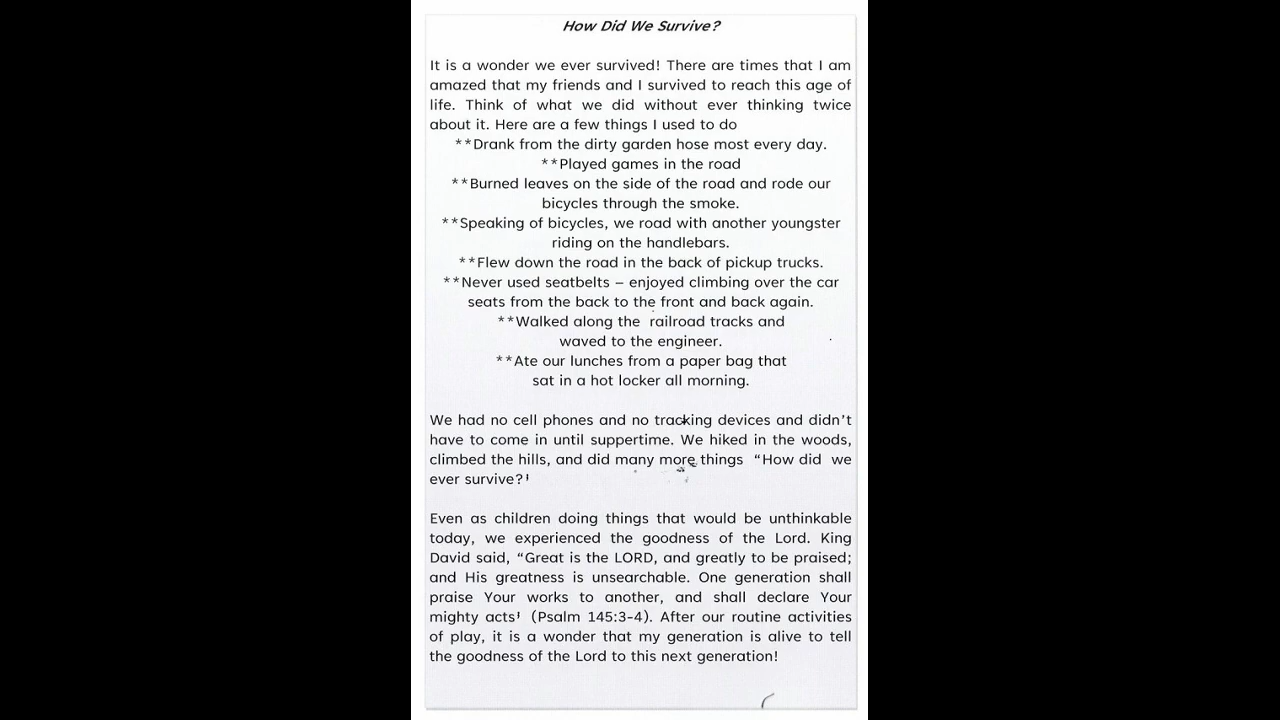 How Did We Survive?
It is a wonder we ever survived! There are times that I am
amazed that my friends and I survived to reach this age of
life. Think of what we did without ever thinking twice
about it. Here are a few things I used to do
**Drank from the dirty garden hose most every day.
**Played games in the road
**Burned leaves on the side of the road and rode our
bicycles through the smoke.
**Speaking of bicycles, we road with another youngster
riding on the handlebars.
**Flew down the road in the back of pickup trucks.
**Never used seatbelts – enjoyed climbing over the car
seats from the back to the front and back again.
**Walked along the railroad tracks and
waved to the engineer.
**Ate our lunches from a paper bag that
sat in a hot locker all morning.
We had no cell phones and no tracking devices and didn't
have to come in until suppertime. We hiked in the woods,
climbed the hills, and did many more things “How did we
ever survive?'
Even as children doing things that would be unthinkable
today, we experienced the goodness of the Lord. King
David said, “Great is the LORD, and greatly to be praised;
and His greatness is unsearchable. One generation shall
praise Your works to another, and shall declare Your
mighty acts' (Psalm 145:3-4). After our routine activities
of play, it is a wonder that my generation is alive to tell
the goodness of the Lord to this next generation!